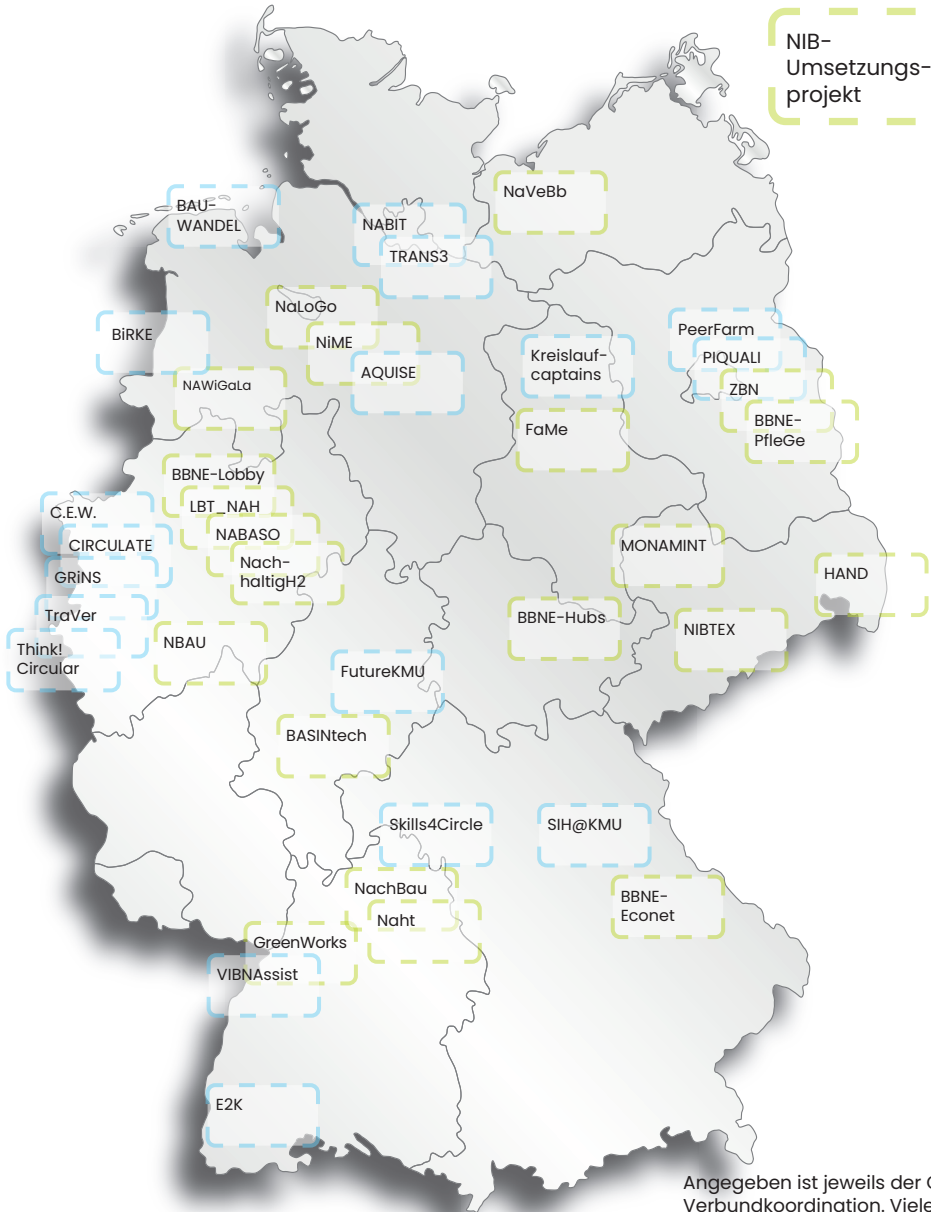 NIB-
Umsetzungs-
projekt
NaVeBb
BAU-
WANDEL
NABIT
TRANS3
NaLoGo
BiRKE
NiME
PeerFarm
Kreislauf-
captains
PIQUALI
AQUISE
NAWiGaLa
ZBN
BBNE-
PfleGe
FaMe
BBNE-Lobby
LBT_NAH
C.E.W.
NABASO
CIRCULATE
MONAMINT
Nach-
haltigH2
GRiNS
HAND
TraVer
BBNE-Hubs
NIBTEX
NBAU
Think!
Circular
FutureKMU
BASINtech
Skills4Circle
SIH@KMU
NachBau
BBNE-
Econet
Naht
GreenWorks
VIBNAssist
E2K
Angegeben ist jeweils der
Verbundkoordination. Viele